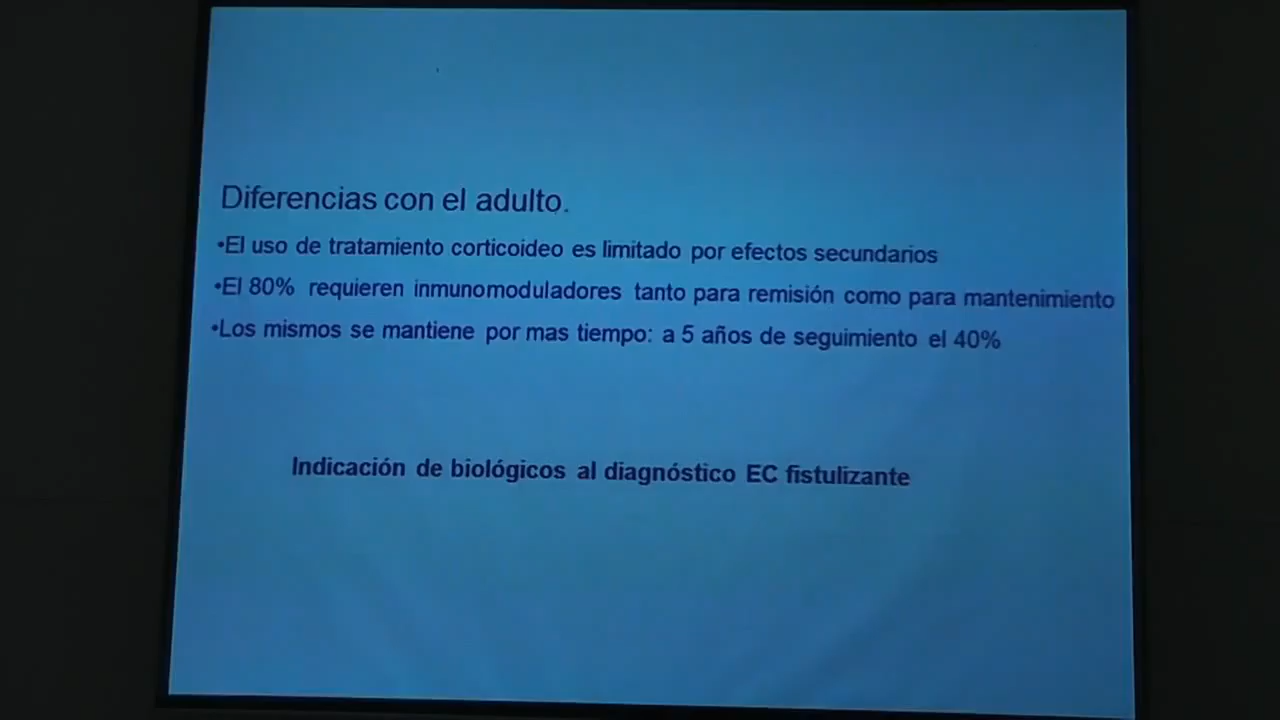 Diferencias con el adulto.
•El uso de tratamiento corticoideo es limitado por efectos secundarios
•El 80% requieren inmunomoduladores tanto para remisión como para mantenimiento
•Los mismos se mantiene por mas tiempo: a 5 años de seguimiento el 40%
Indicación de biológicos al diagnóstico EC fistulizante